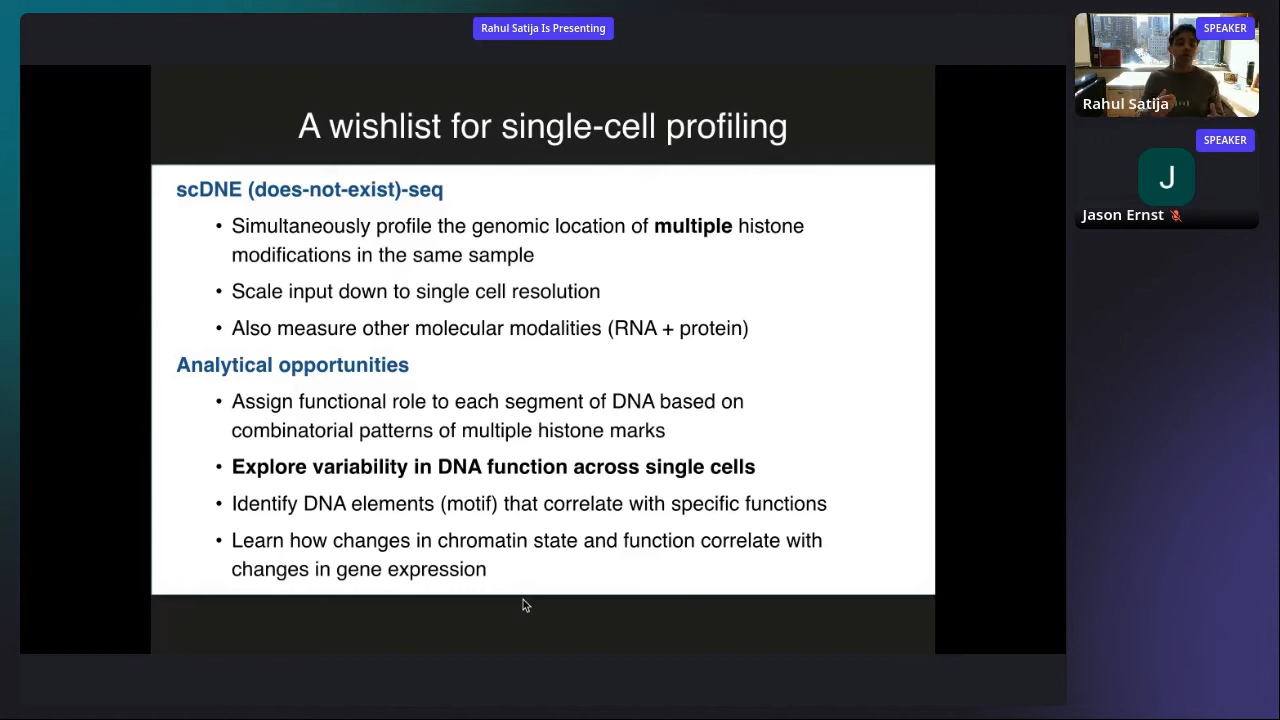 Rahul Satija Is Presenting
A wishlist for single-cell profiling
scDNE (does-not-exist)-seq
• Simultaneously profile the genomic location of multiple histone
modifications in the same sample
• Scale input down to single cell resolution
• Also measure other molecular modalities (RNA + protein)
Analytical opportunities
• Assign functional role to each segment of DNA based on
combinatorial patterns of multiple histone marks
• Explore variability in DNA function across single cells
• Identify DNA elements (motif) that correlate with specific functions
• Learn how changes in chromatin state and function correlate with
changes in gene expression
SPEAKER
Rahul Satija
SPEAKER
J
Jason Ernst